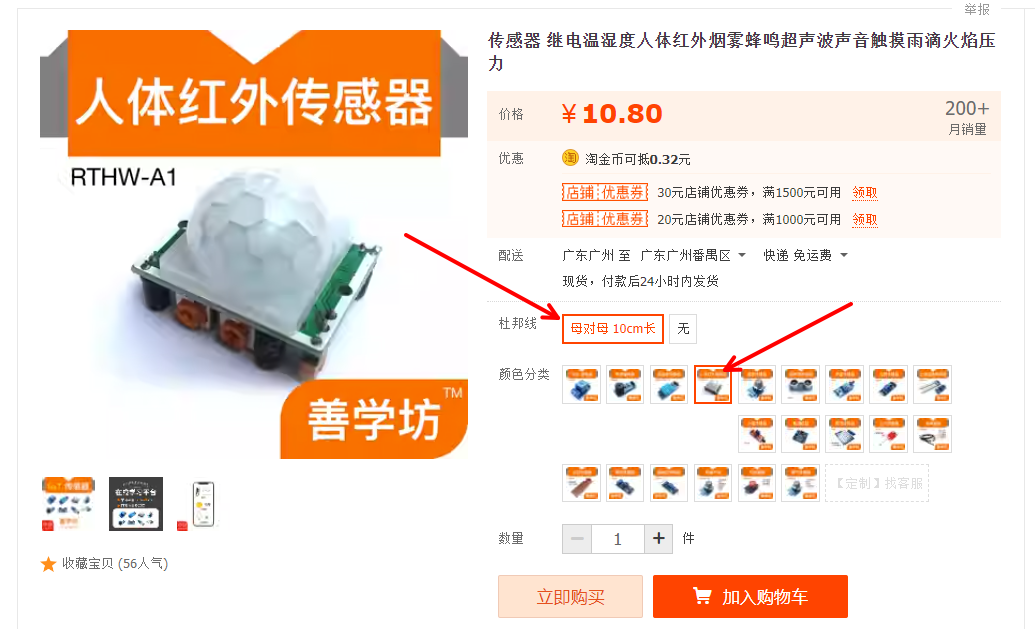 举报
人体红外传感器
RTHW-A1
善学坊
TM
在线学习平台
收藏宝贝 (56人气)
传感器 继电温湿度人体红外烟雾蜂鸣超声波声音触摸雨滴火焰压
力
价格
¥10.80
200+
月销量
优惠
淘
淘金币可抵0.32元
店铺 优惠券 30元店铺优惠券，满1500元可用 领取
店铺 优惠券 20元店铺优惠券，满1000元可用 领取
配送
广东广州 至 广东广州番禺区 快递 免运费
现货，付款后24小时内发货
杜邦线
母对母 10cm长
无
颜色分类
【定制】找客服
数量
1
件
立即购买
加入购物车